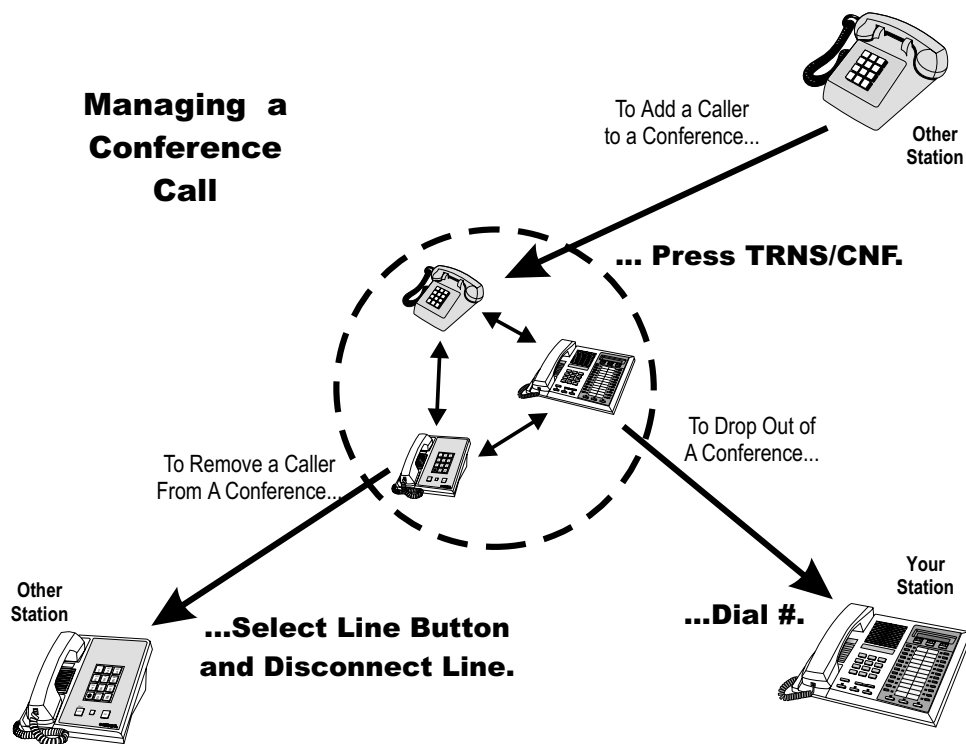 Managing a
Conference
Call
To Add a Caller
to a Conference...
Other
Station
... Press TRNS/CNF.
To Drop Out of
A Conference...
To Remove a Caller
From A Conference...
Other
Station
...Select Line Button
and Disconnect Line.
...Dial #.
Your
Station